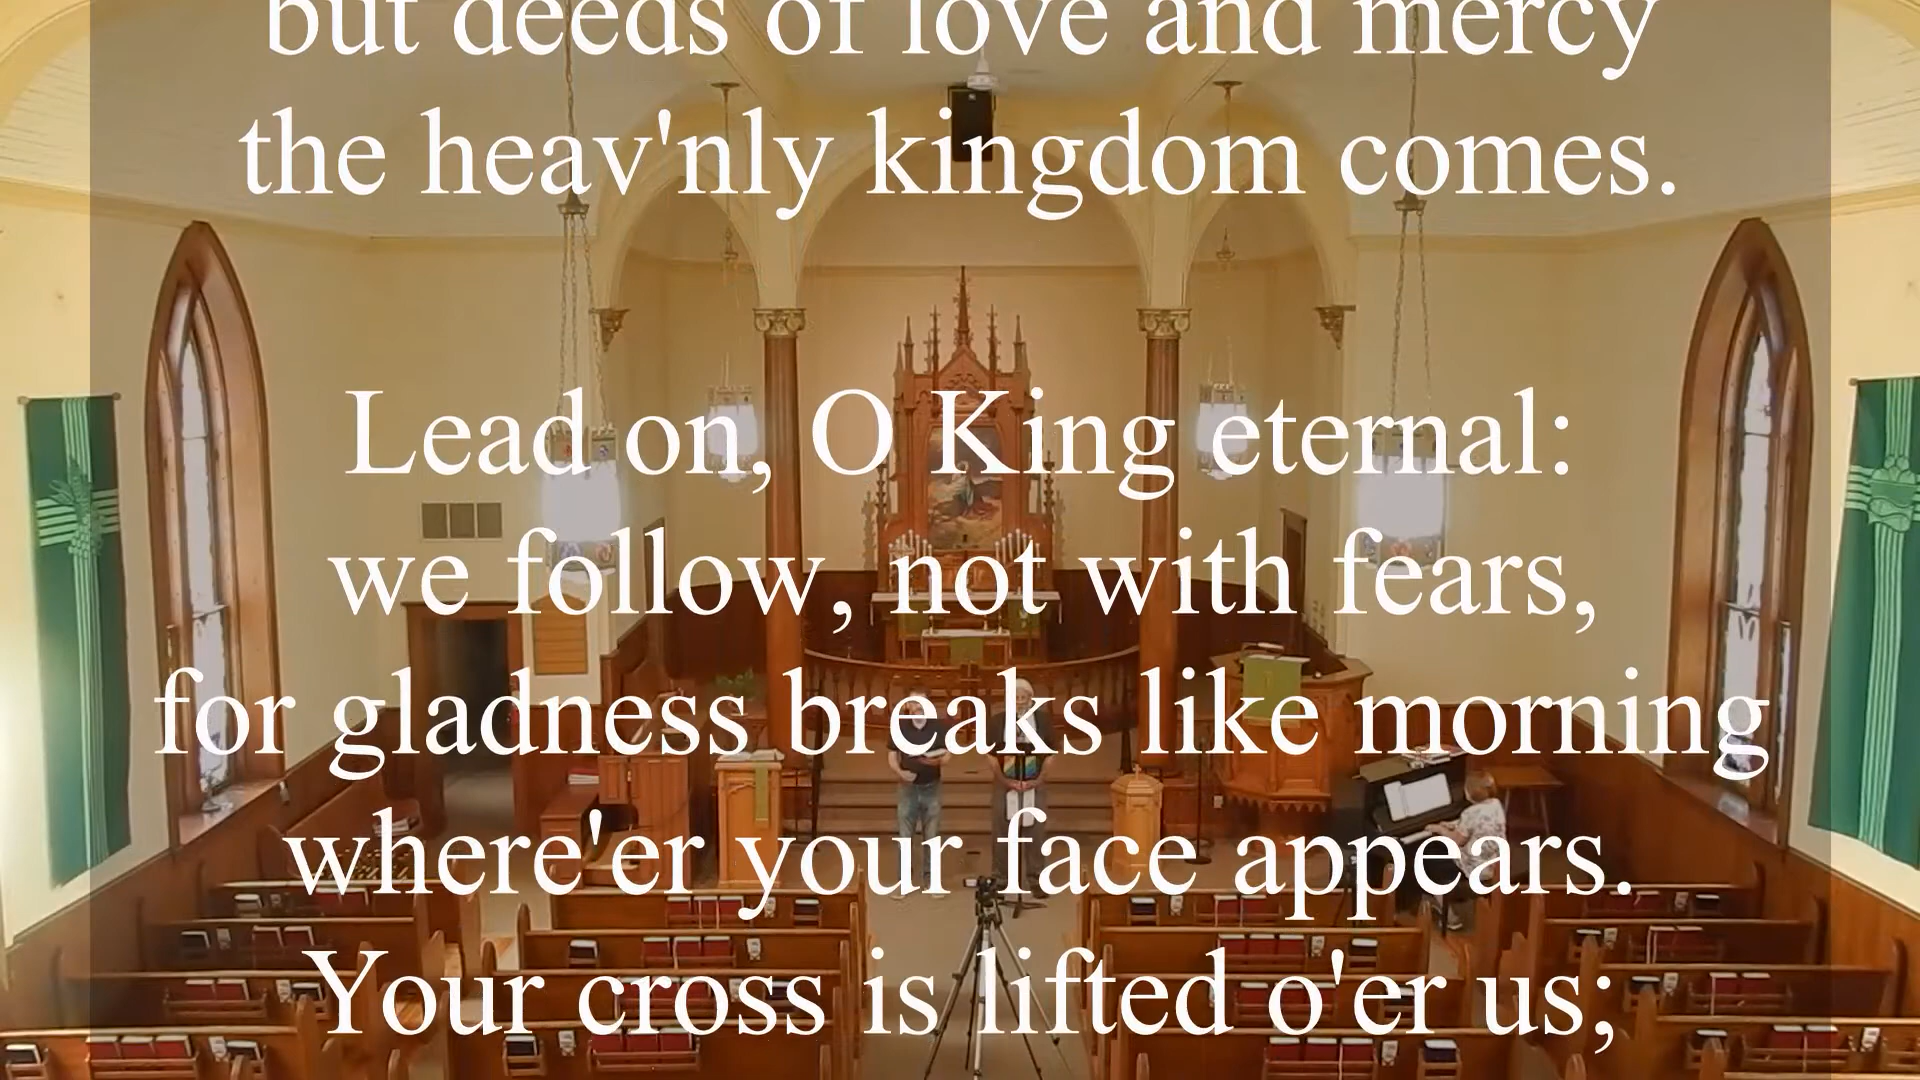 but deeds of love and mercy
the heav'nly kingdom comes.
Lead on, O King eternal:
we follow, not with fears,
for gladness breaks like morning
where'er your face appears.
Your cross is lifted o'er us;